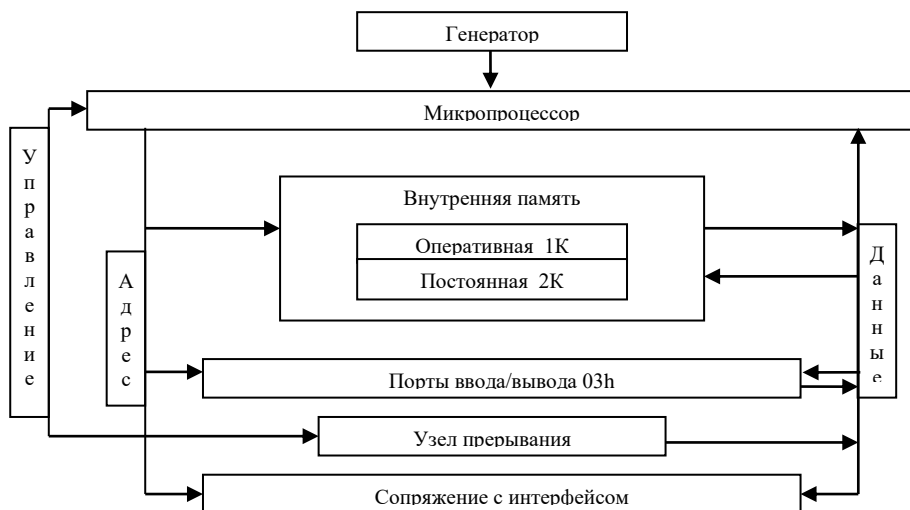 Генератор
Микропроцессор
Управление
Внутренняя память
Оперативная 1К
Постоянная 2К
Адрес
Данные
Порты ввода/вывода 03h
Узел прерывания
Сопряжение с интерфейсом